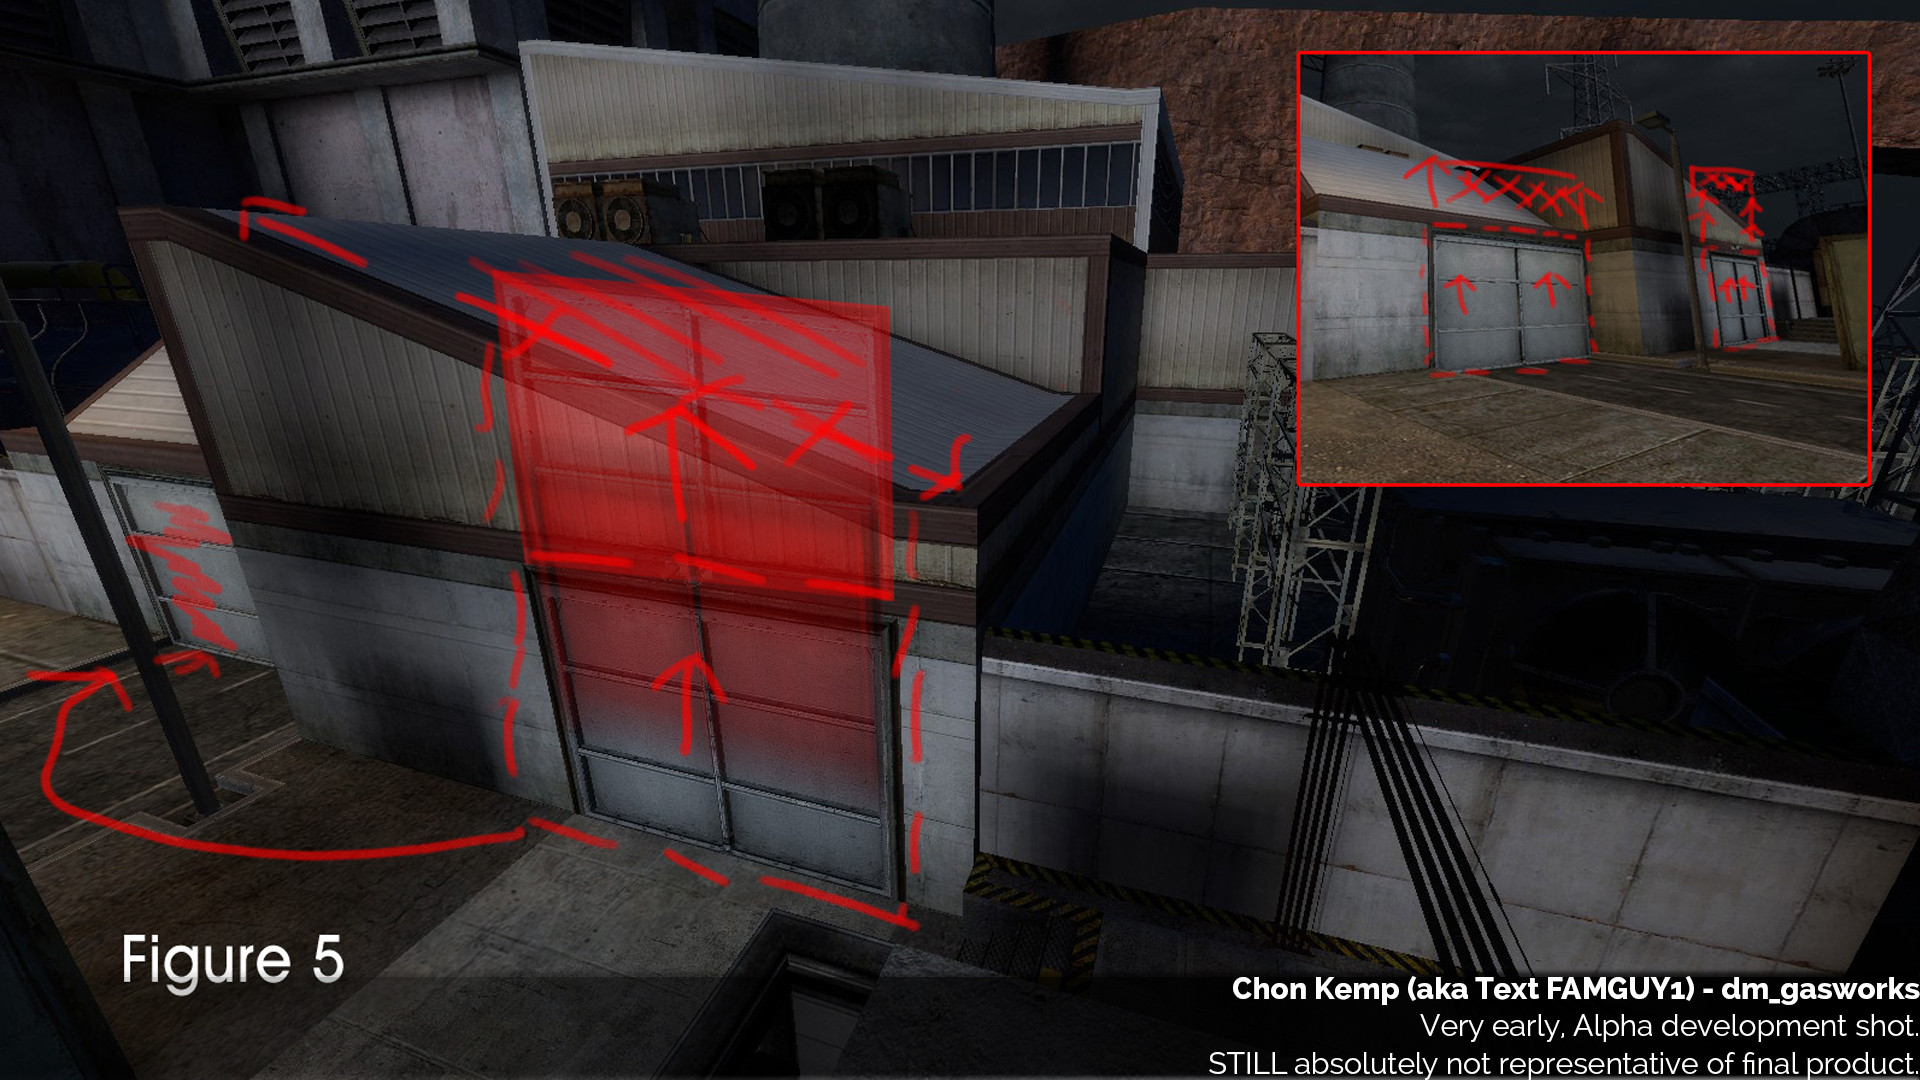 Figure 5
Chon Kemp (aka Text FAMGUY1) - dm_gasworks
Very early, Alpha development shot.
STILL absolutely not representative of final product.